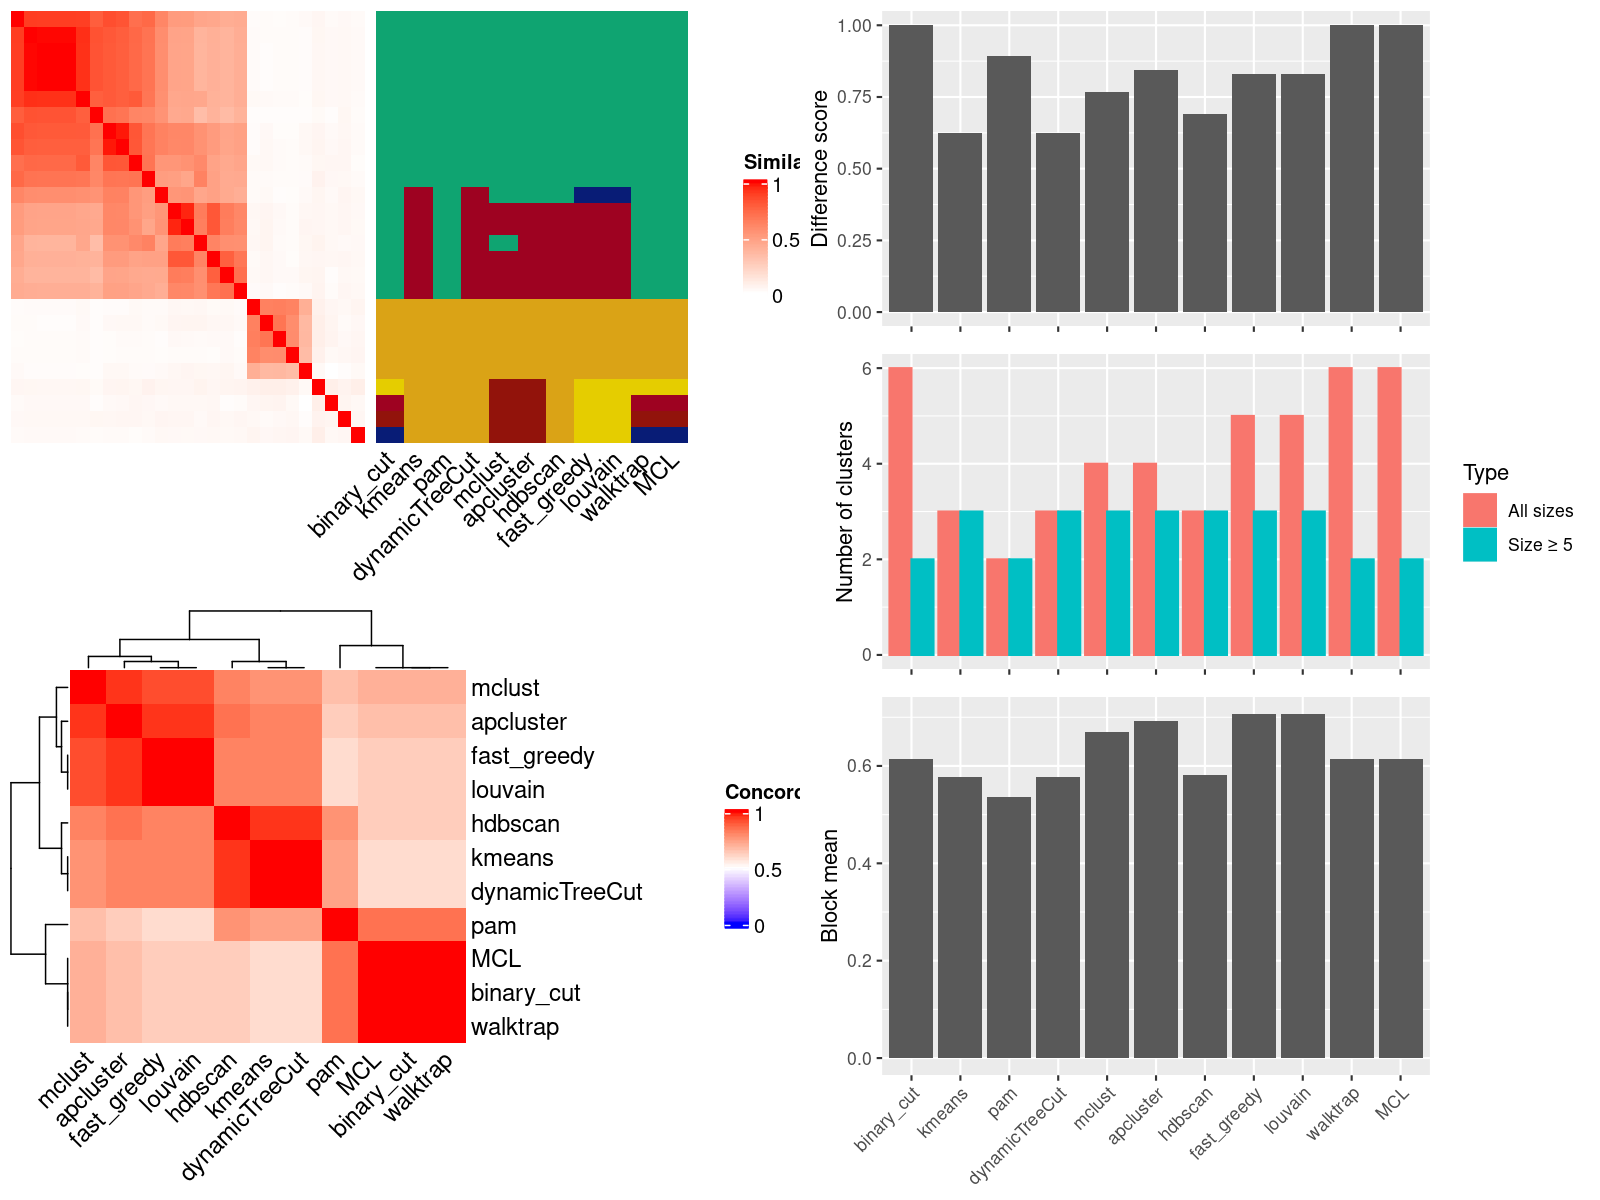 Simila
1
0.5
0
binary_cut
kmeans
pam
dynamicTreeCut
mclust
apcluster
hdbscan
fast_greedy
louvain
walktrap
MCL
mclust
apcluster
fast_greedy
louvain
hdbscan
kmeans
dynamicTreeCut
pam
MCL
binary_cut
walktrap
Concord
1
0.5
0
mclust
apcluster
fast_greedy
louvain
hdbscan
kmeans
dynamicTreeCut
pam
MCL
binary_cut
walktrap
Difference score
1.00
0.75
0.50
0.25
0.00
Number of clusters
6
4
2
0
Type
All sizes
Size ≥ 5
Block mean
0.6
0.4
0.2
0.0
binary_cut
kmeans
pam
dynamicTreeCut
mclust
apcluster
hdbscan
fast_greedy
louvain
walktrap
MCL